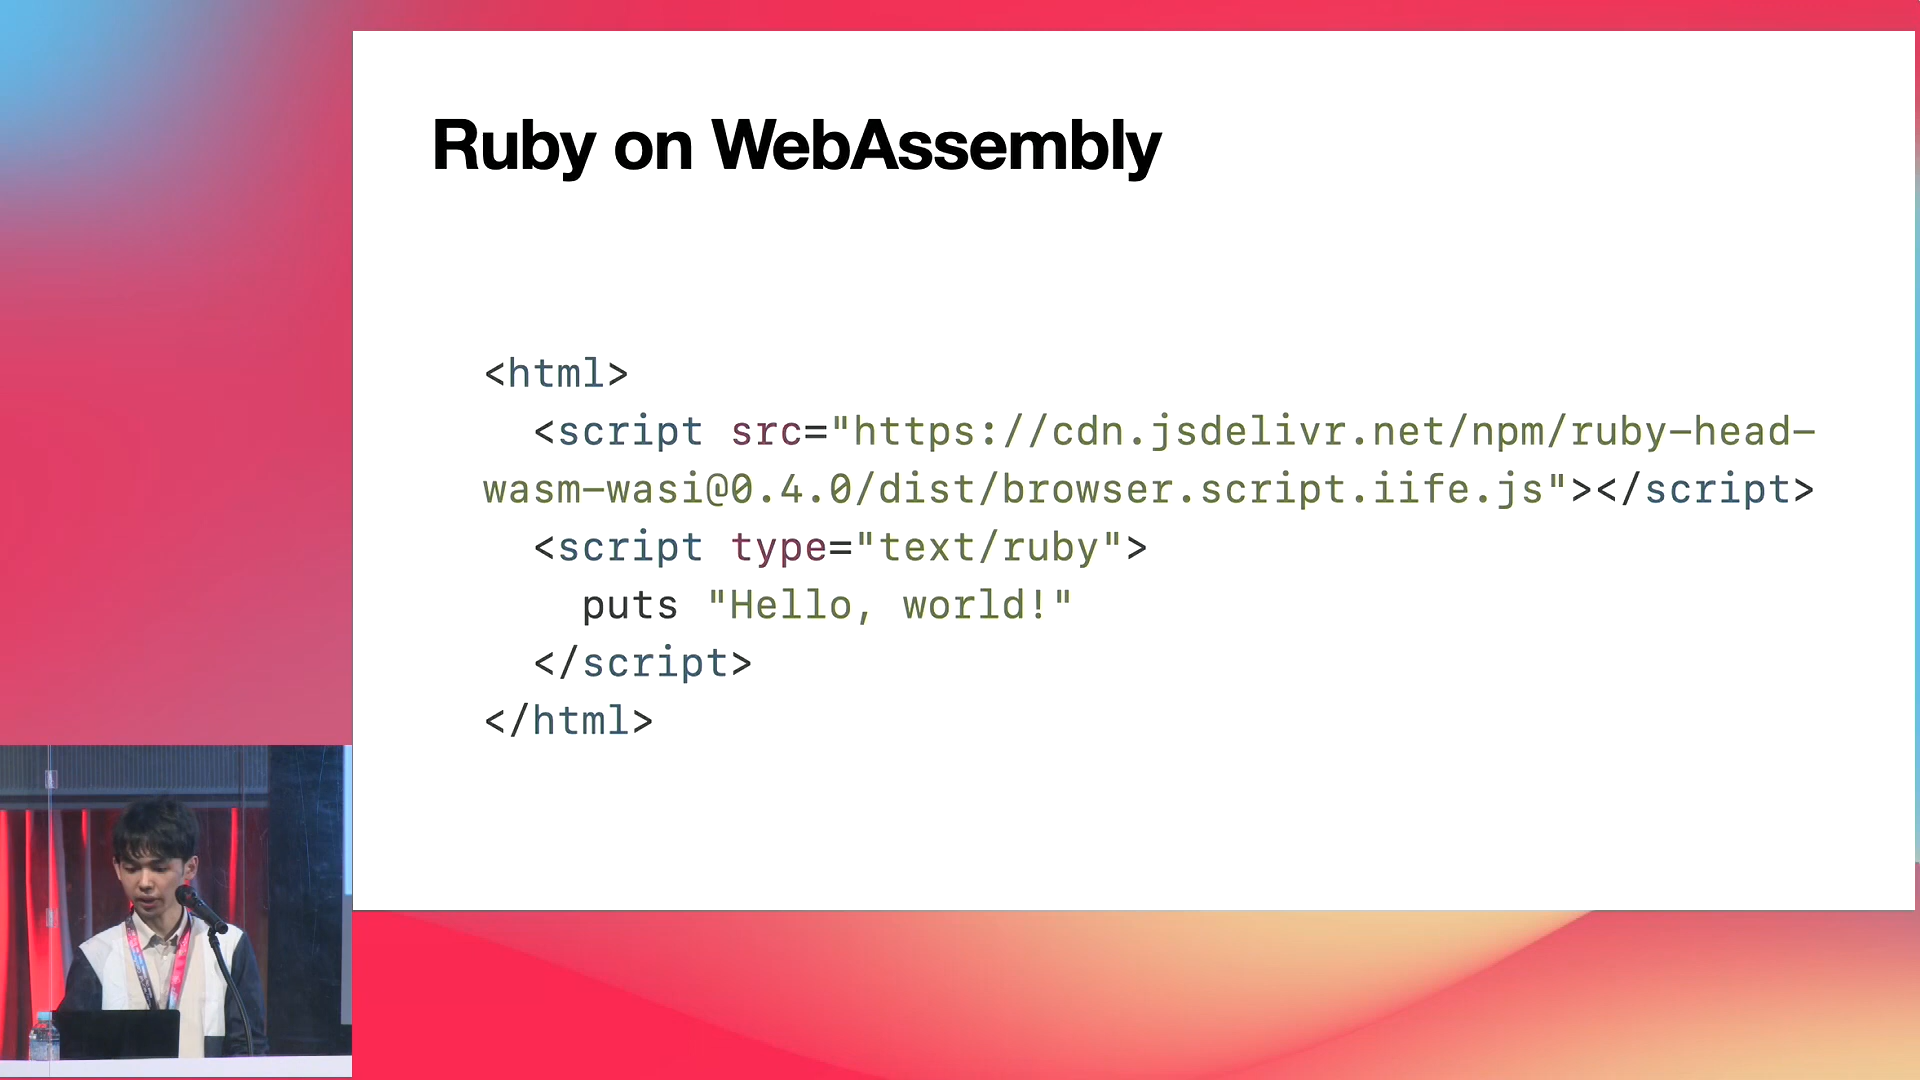 Ruby on WebAssembly
<html>
<script src="https://cdn.jsdelivr.net/npm/ruby-head-
wasm-wasi@0.4.0/dist/browser.script.iife.js"></script>
<script type="text/ruby">
puts "Hello, world!"
</script>
</html>